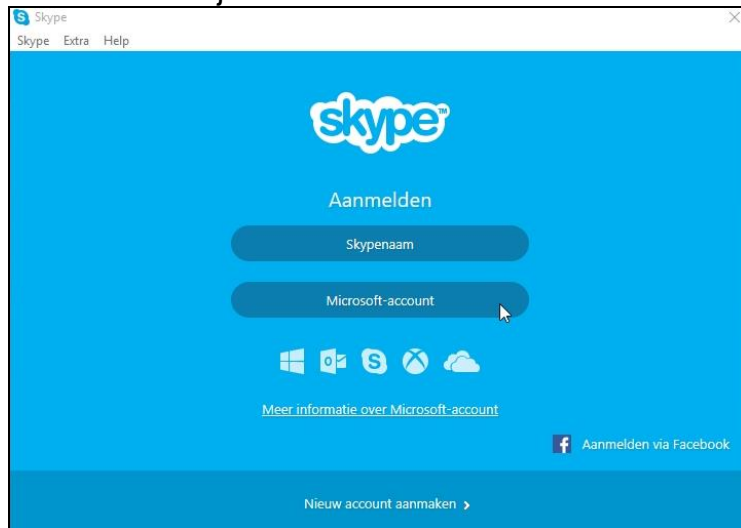 Skype
Skype Extra Help
skype™
Aanmelden
Skypenaam
Microsoft-account
Meer informatie over Microsoft-account
Aanmelden via Facebook
Nieuw account aanmaken >